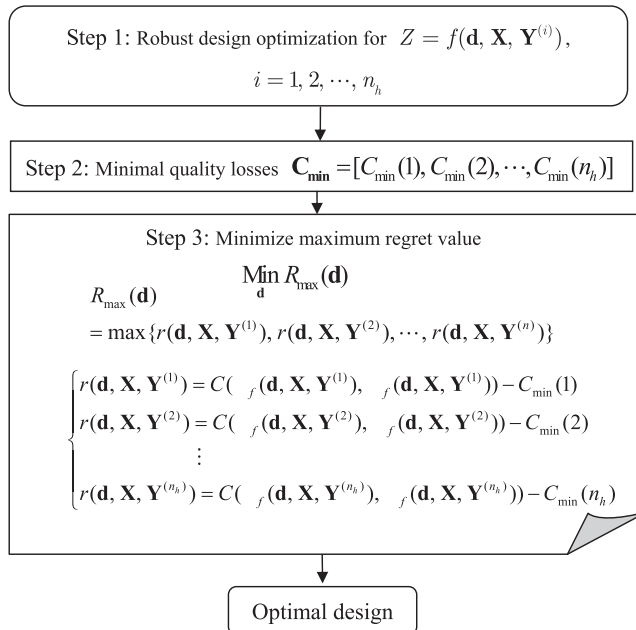 Step 1: Robust design optimization for Z = f(d, X, Y^(i)),
i = 1, 2, ⋯, n_h
Step 2: Minimal quality losses C_min = [C_min(1), C_min(2), ⋯, C_min(n_h)]
Step 3: Minimize maximum regret value
Min_d R_max(d)
R_max(d)
= max{r(d, X, Y^(1)), r(d, X, Y^(2)), ⋯, r(d, X, Y^(n))}
r(d, X, Y^(1)) = C( _f(d, X, Y^(1)), _f(d, X, Y^(1))) − C_min(1)
r(d, X, Y^(2)) = C( _f(d, X, Y^(2)), _f(d, X, Y^(2))) − C_min(2)
⋮
r(d, X, Y^(n_h)) = C( _f(d, X, Y^(n_h)), _f(d, X, Y^(n_h))) − C_min(n_h)
Optimal design